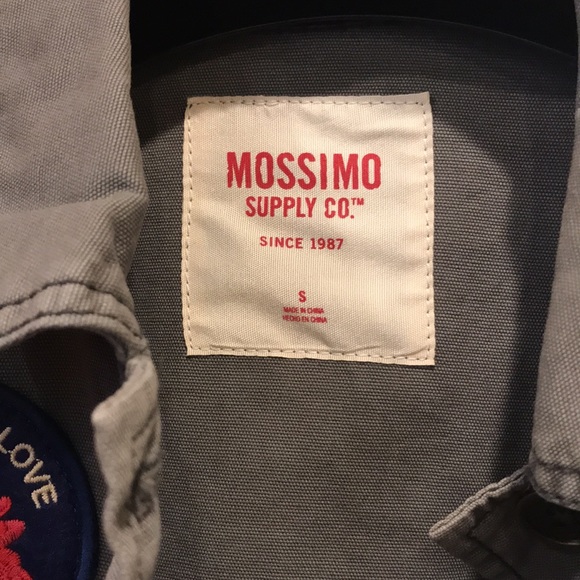 MOSSIMO
SUPPLY CO.™
SINCE 1987
S
MADE IN CHINA
HECHO EN CHINA
LOVE